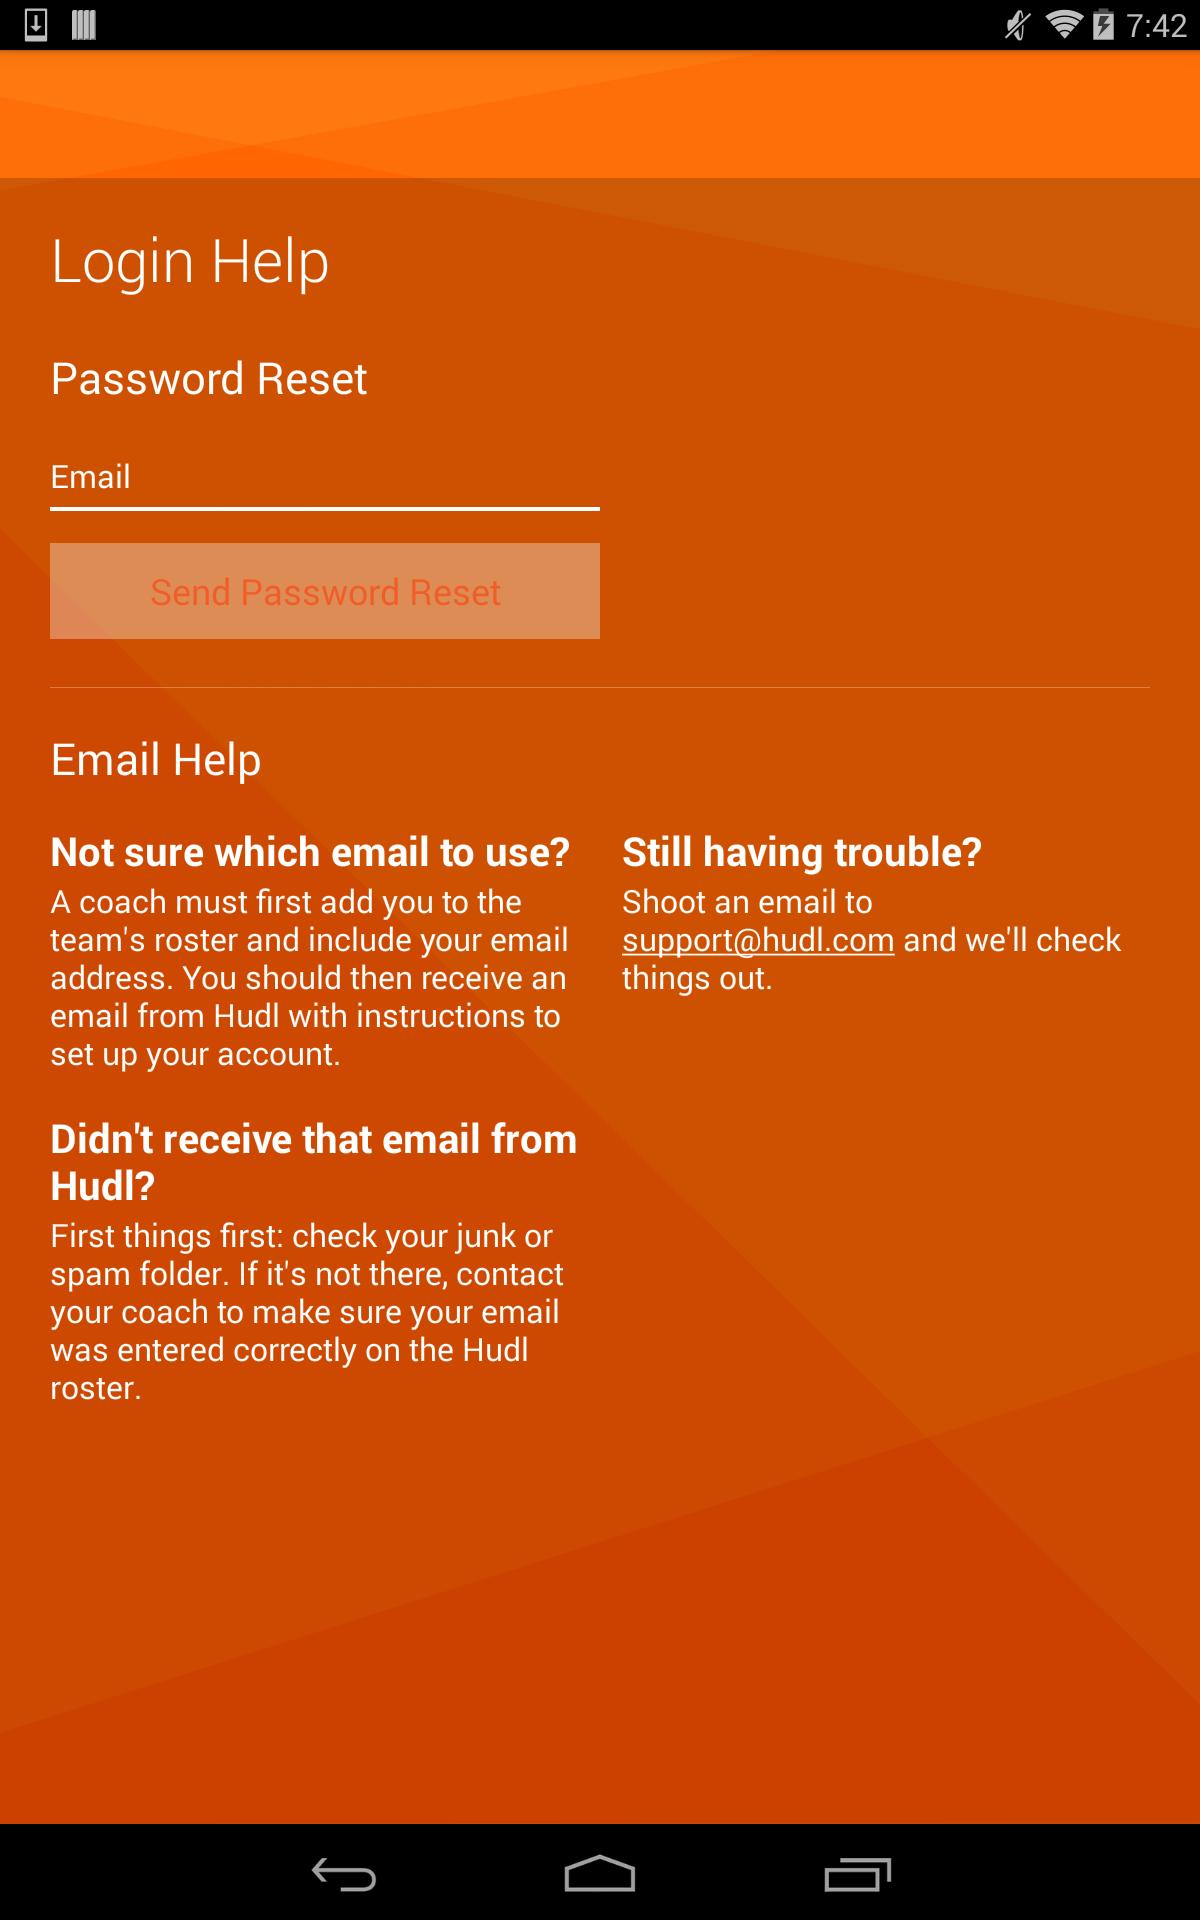 7:42
Login Help
Password Reset
Email
Send Password Reset
Email Help
Not sure which email to use?
A coach must first add you to the
team's roster and include your email
address. You should then receive an
email from Hudl with instructions to
set up your account.
Didn't receive that email from
Hudl?
First things first: check your junk or
spam folder. If it's not there, contact
your coach to make sure your email
was entered correctly on the Hudl
roster.
Still having trouble?
Shoot an email to
support@hudl.com and we'll check
things out.